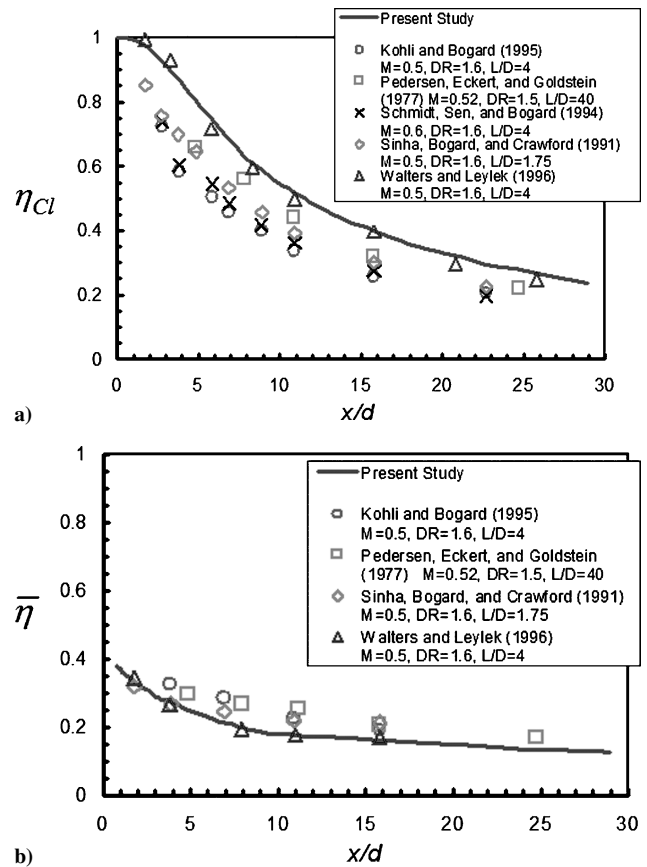 Present Study
Kohli and Bogard (1995)
M=0.5, DR=1.6, L/D=4
Pedersen, Eckert, and Goldstein
(1977) M=0.52, DR=1.5, L/D=40
Schmidt, Sen, and Bogard (1994)
M=0.6, DR=1.6, L/D=4
Sinha, Bogard, and Crawford (1991)
M=0.5, DR=1.6, L/D=1.75
Walters and Leylek (1996)
M=0.5, DR=1.6, L/D=4
1
0.8
0.6
0.4
0.2
0
η_Cl
0 5 10 15 20 25 30
x/d
a)
Present Study
Kohli and Bogard (1995)
M=0.5, DR=1.6, L/D=4
Pedersen, Eckert, and Goldstein
(1977) M=0.52, DR=1.5, L/D=40
Sinha, Bogard, and Crawford (1991)
M=0.5, DR=1.6, L/D=1.75
Walters and Leylek (1996)
M=0.5, DR=1.6, L/D=4
1
0.8
0.6
0.4
0.2
0
η̅
0 5 10 15 20 25 30
x/d
b)